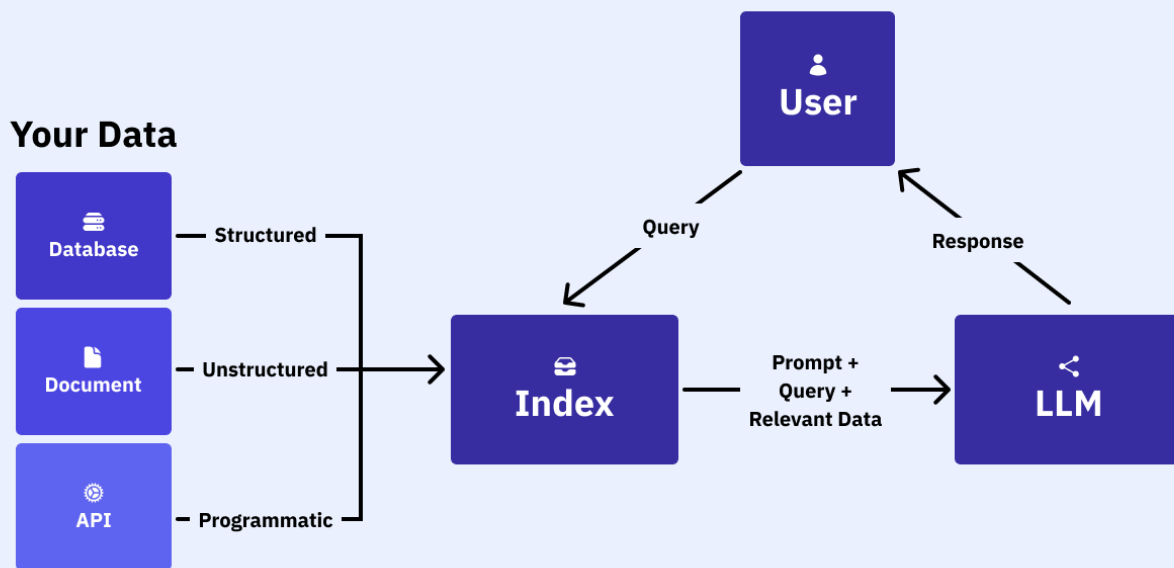 User
Your Data
Database
Structured
Query
Response
Document
Unstructured
Index
Prompt +
Query +
Relevant Data
LLM
API
Programmatic